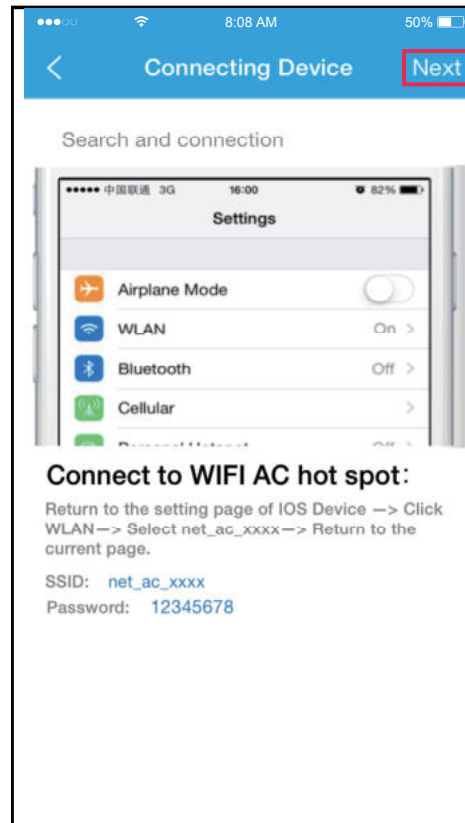 8:08 AM 50%
Connecting Device Next
Search and connection
中国联通 3G 16:00 82%
Settings
Airplane Mode
WLAN On
Bluetooth Off
Cellular
Connect to WIFI AC hot spot:
Return to the setting page of IOS Device —> Click
WLAN—> Select net_ac_xxxx—> Return to the
current page.
SSID: net_ac_xxxx
Password: 12345678